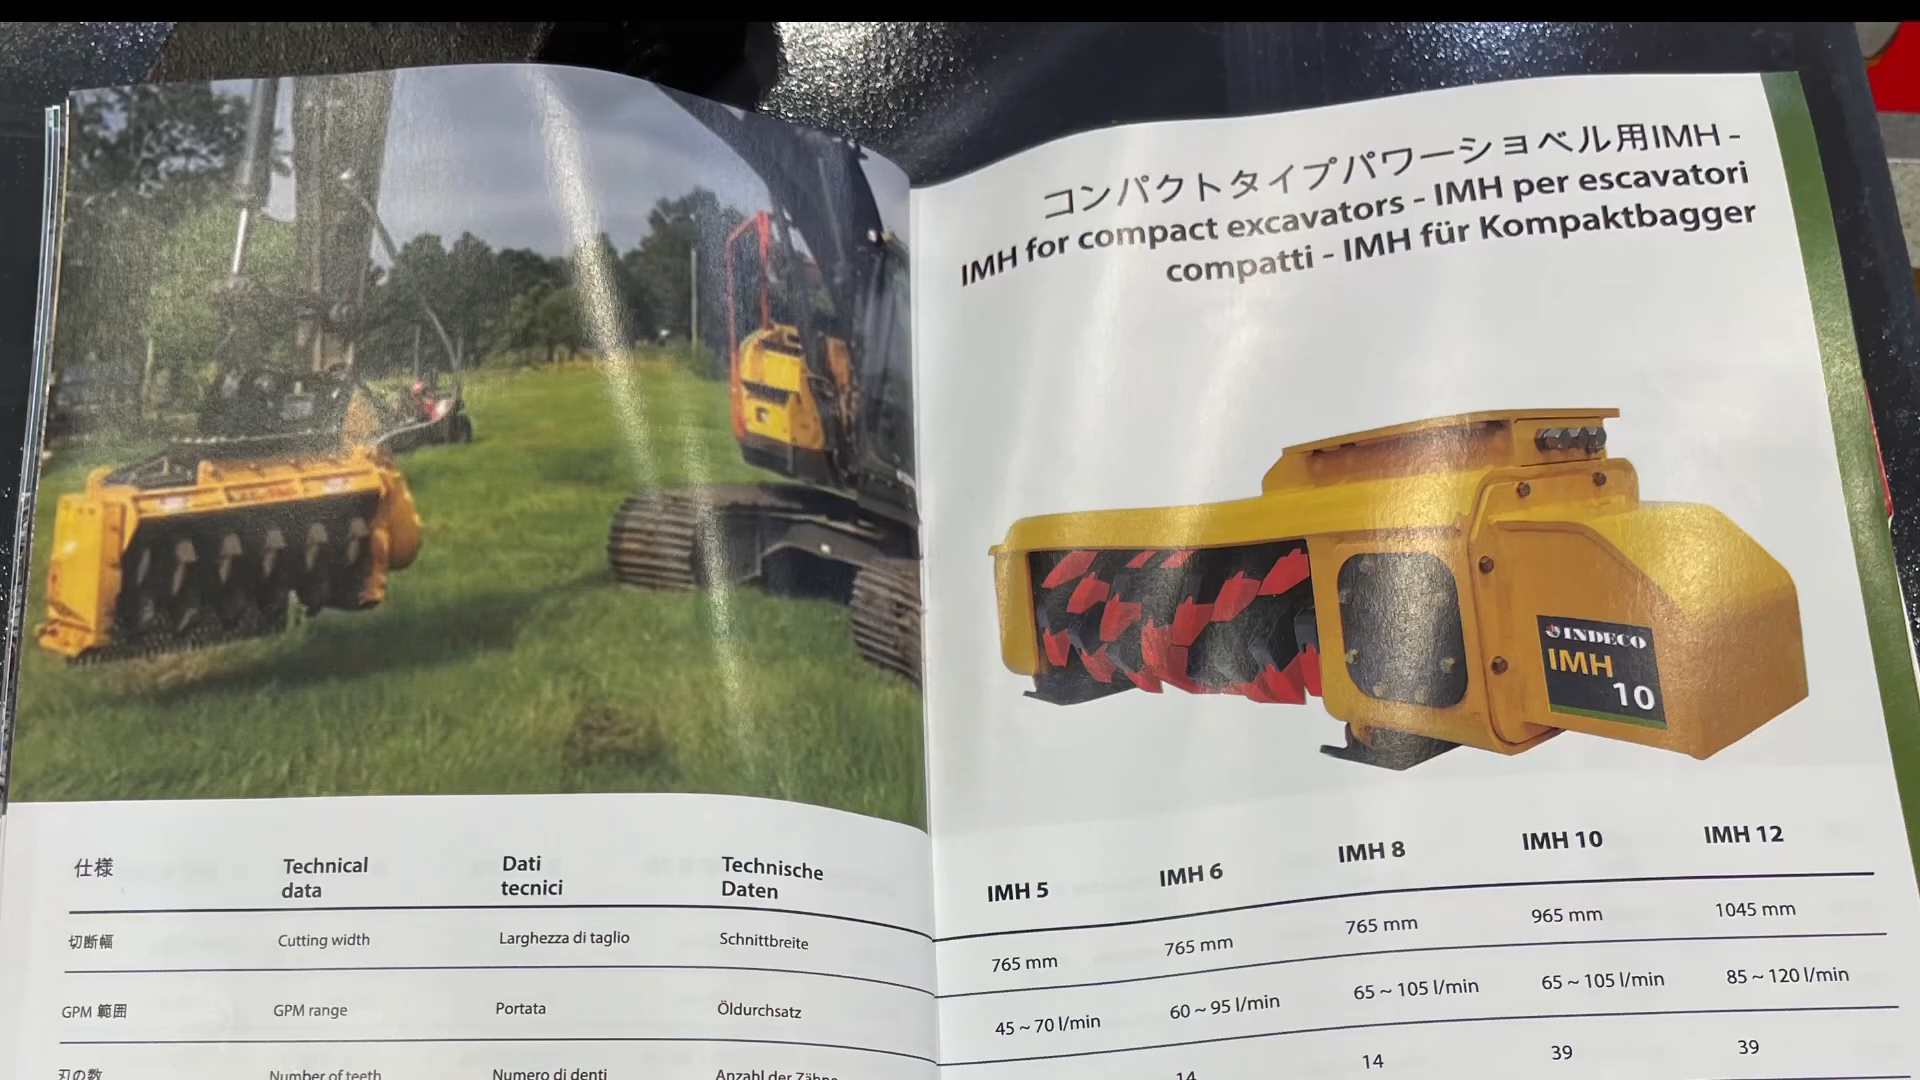 コンパクトタイプパワーショベル用IMH -
IMH for compact excavators - IMH per escavatori
compatti - IMH für Kompaktbagger
INDECO
IMH
10
仕様 Technical data Dati tecnici Technische Daten IMH 5 IMH 6 IMH 8 IMH 10 IMH 12
切断幅 Cutting width Larghezza di taglio Schnittbreite 765 mm 765 mm 765 mm 965 mm 1045 mm
GPM 範囲 GPM range Portata Öldurchsatz 45 ~ 70 l/min 60 ~ 95 l/min 65 ~ 105 l/min 65 ~ 105 l/min 85 ~ 120 l/min
刃の数 Number of teeth Numero di denti Anzahl der Zähne 14 14 39 39